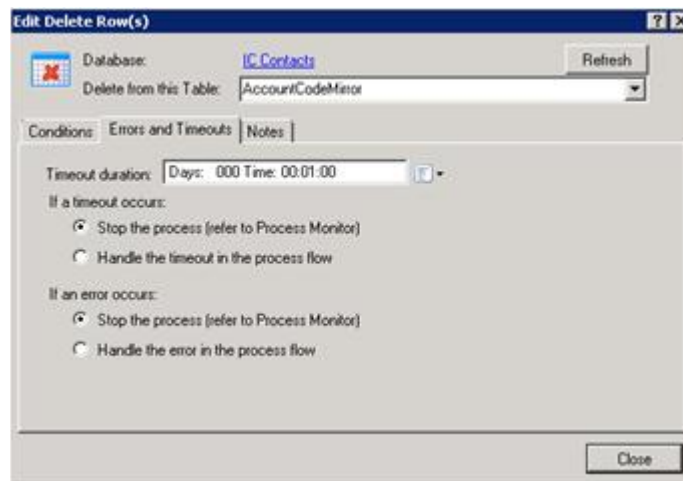 Edit Delete Row(s)
Database: IC Contacts Refresh
Delete from this Table: AccountCodeMirror
Conditions Errors and Timeouts Notes
Timeout duration: Days: 000 Time: 00:01:00
If a timeout occurs:
Stop the process (refer to Process Monitor)
Handle the timeout in the process flow
If an error occurs:
Stop the process (refer to Process Monitor)
Handle the error in the process flow
Close